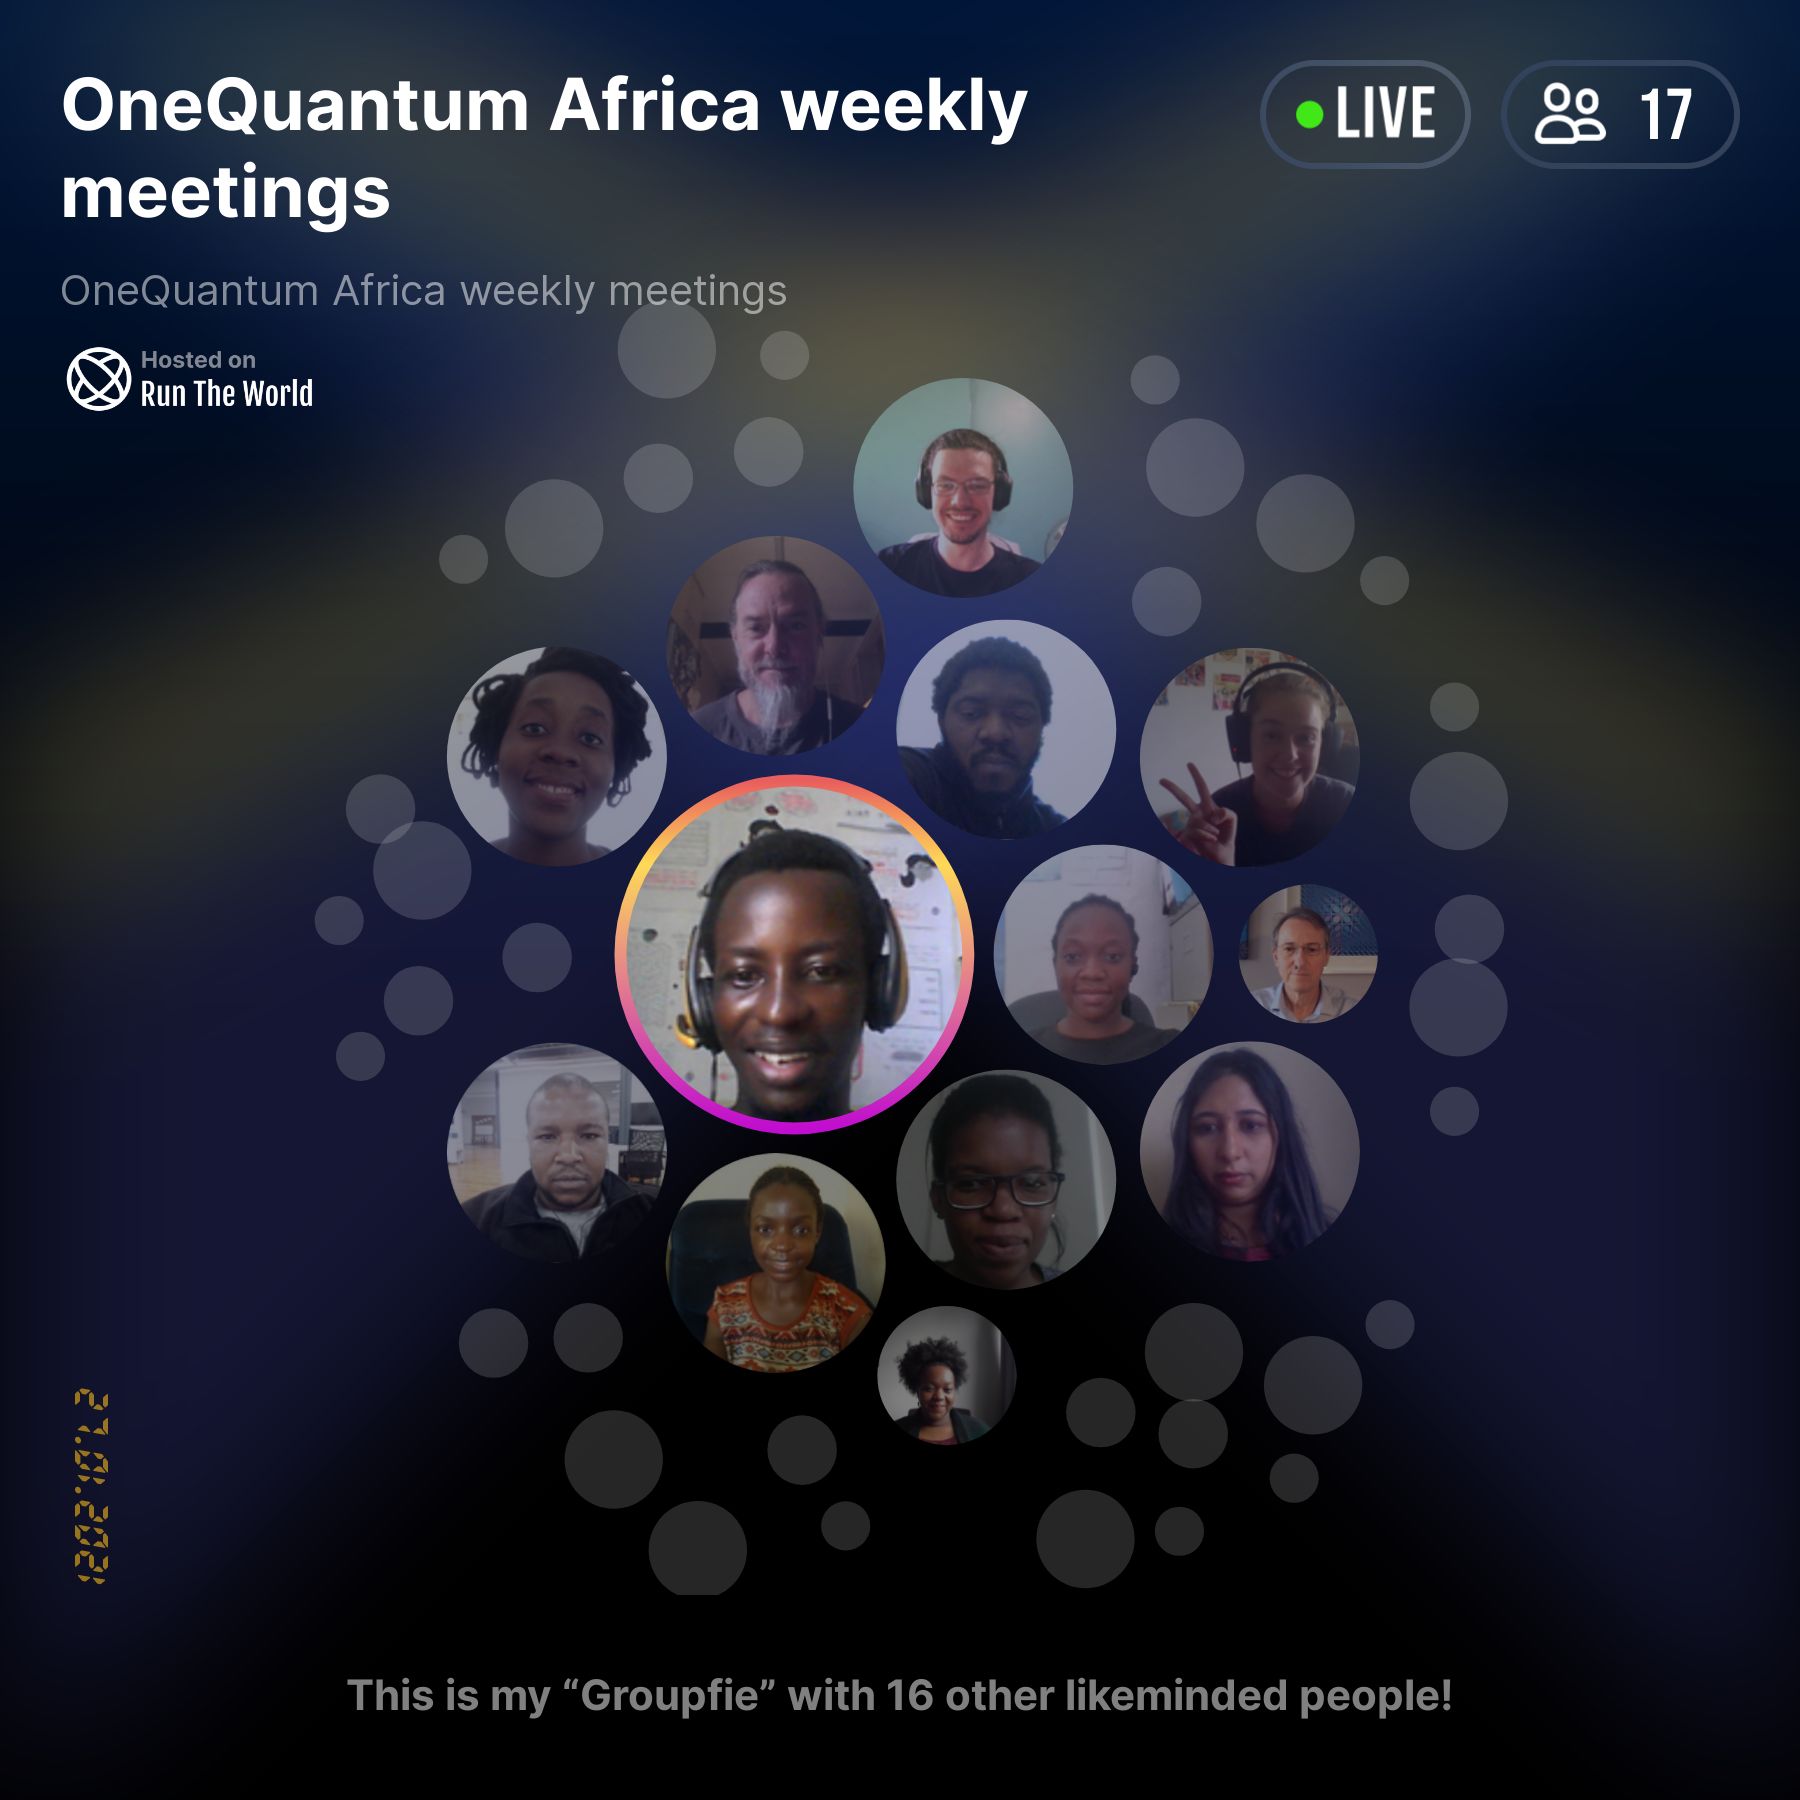 OneQuantum Africa weekly
meetings
LIVE
17
OneQuantum Africa weekly meetings
Hosted on
Run The World
27.01.2021
This is my “Groupfie” with 16 other likeminded people!